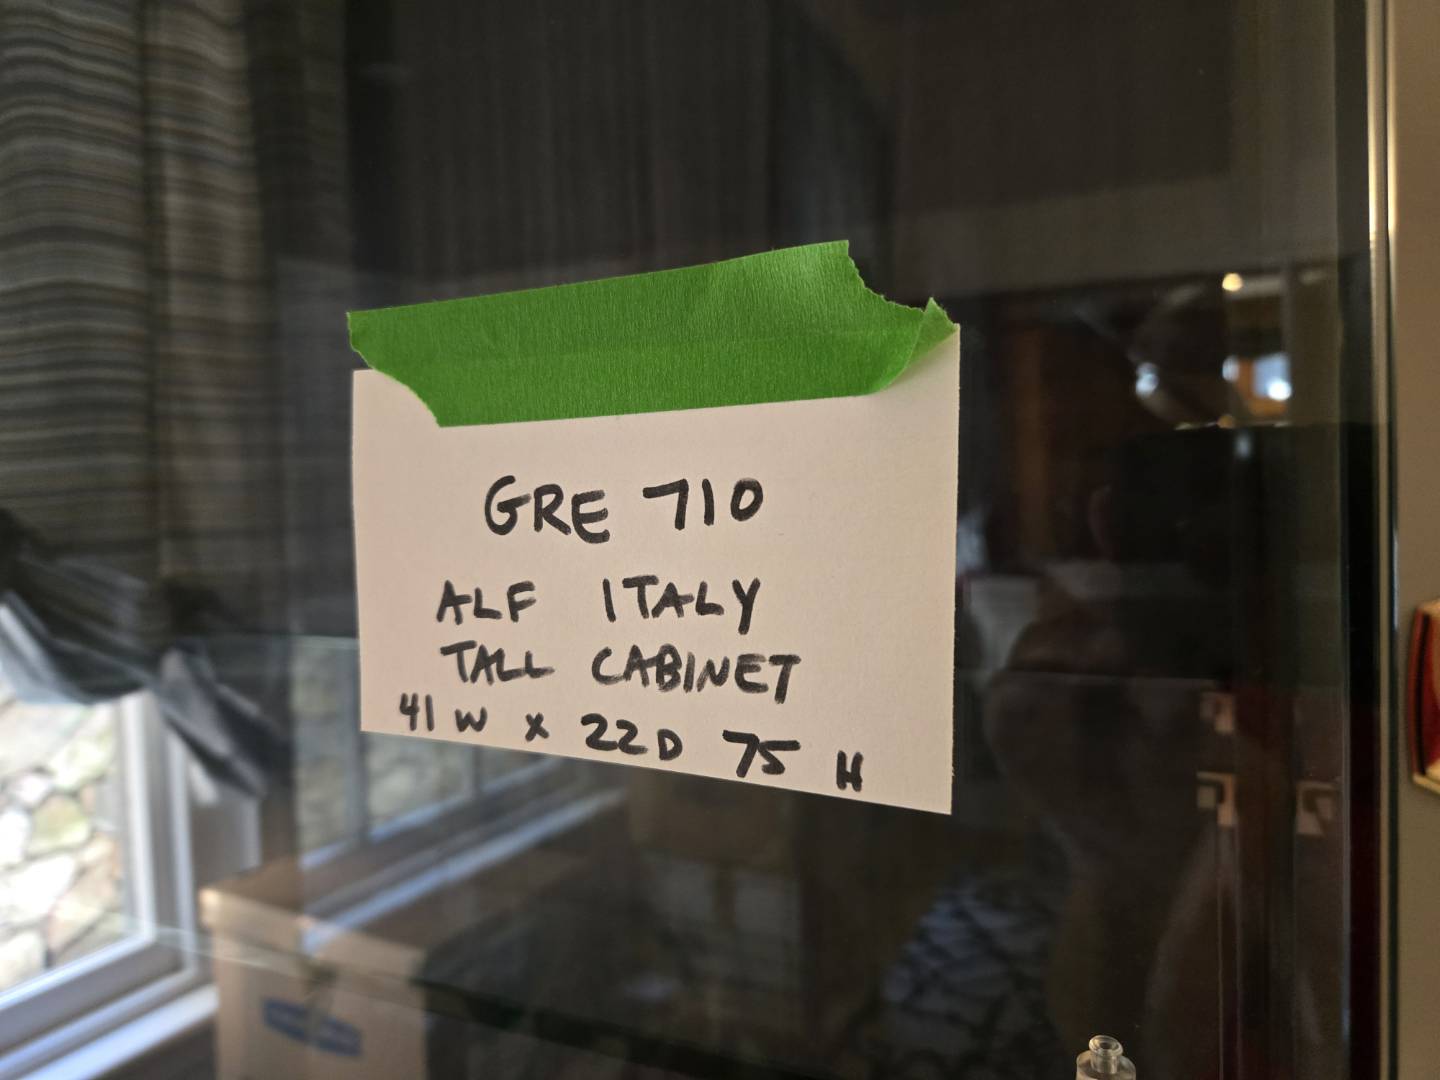 GRE 710
ALF ITALY
TALL CABINET
41 W x 22 D 75 H